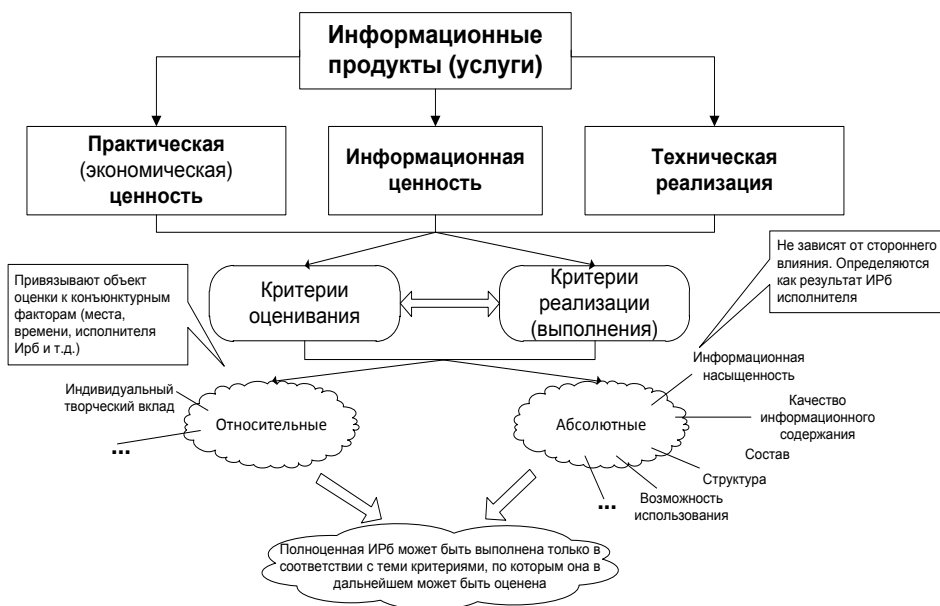 Информационные
продукты (услуги)
Практическая
(экономическая)
ценность
Информационная
ценность
Техническая
реализация
Привязывают объект
оценки к конъюнктурным
факторам (места,
времени, исполнителя
Ирб и т.д.)
Критерии
оценивания
Критерии
реализации
(выполнения)
Не зависят от стороннего
влияния. Определяются
как результат ИРб
исполнителя
Индивидуальный
творческий вклад
...
Относительные
Абсолютные
Информационная
насыщенность
Качество
информационного
содержания
Состав
Структура
Возможность
использования
...
Полноценная ИРб может быть выполнена только в
соответствии с теми критериями, по которым она в
дальнейшем может быть оценена